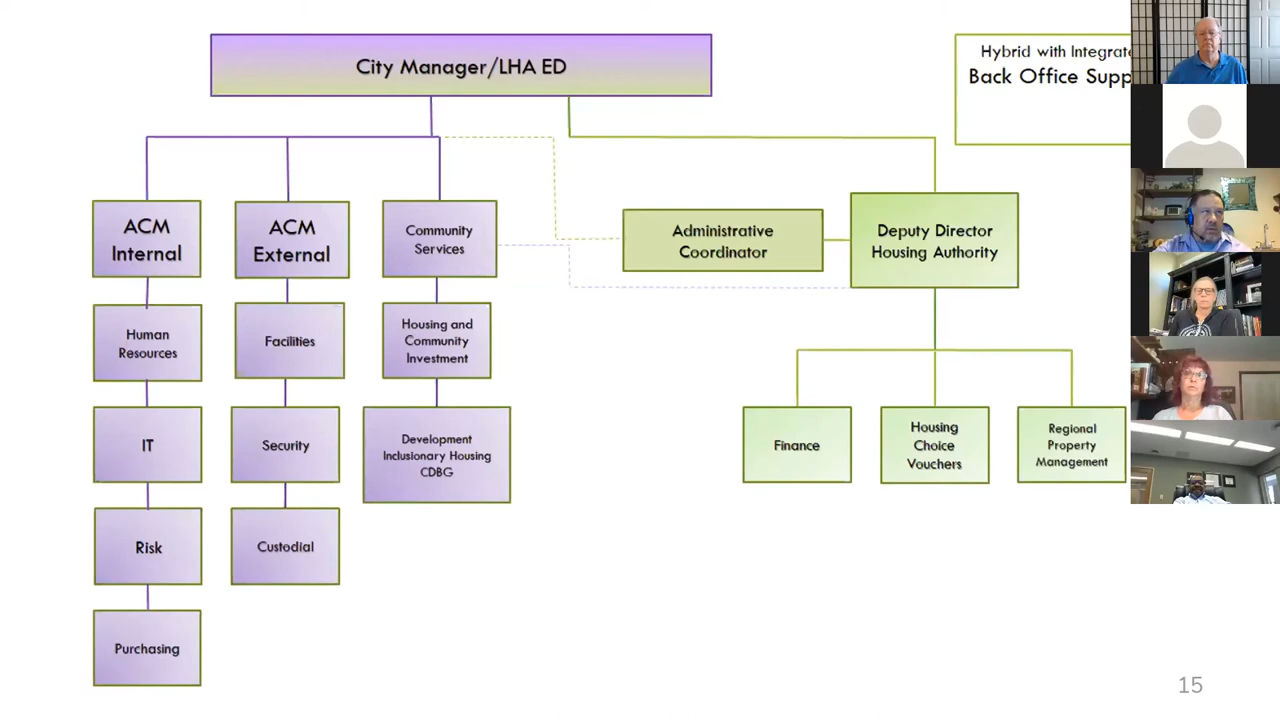 City Manager/LHA ED
Hybrid with
Back Office
ACM
Internal
ACM
External
Community
Services
Administrative
Coordinator
Deputy Director
Housing Authority
Human
Resources
Facilities
Housing and
Community
Investment
IT
Security
Development
Inclusionary Housing
CDBG
Finance
Housing
Choice
Vouchers
Regional
Property
Management
Risk
Custodial
Purchasing
15